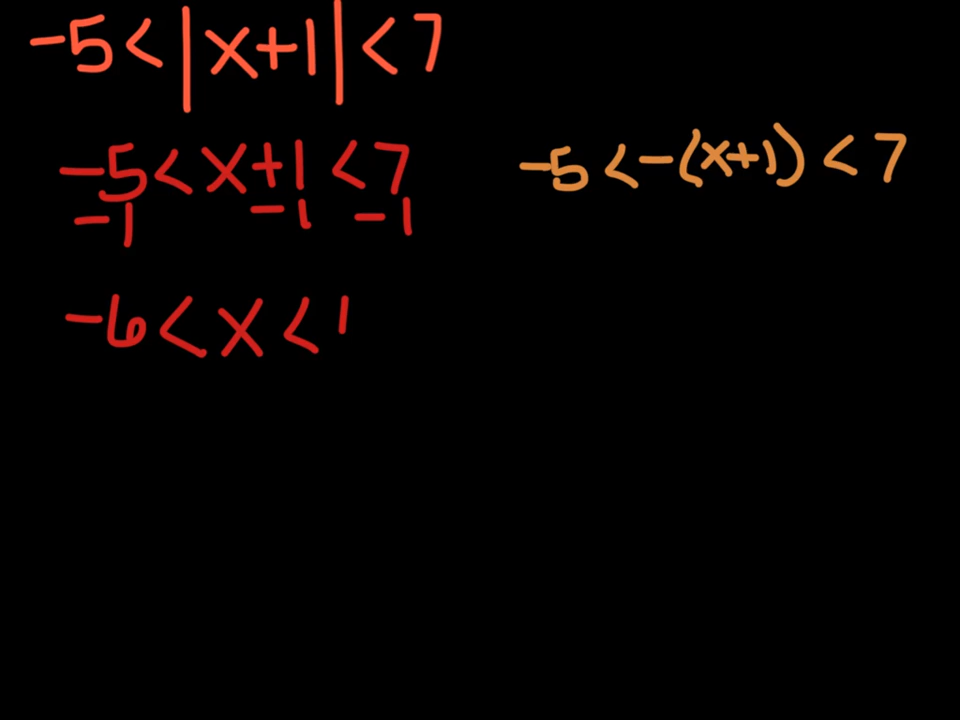 -5 < |x+1| < 7
-5 < x+1 < 7
-1 -1 -1
-6 < x < 1
-5 < -(x+1) < 7